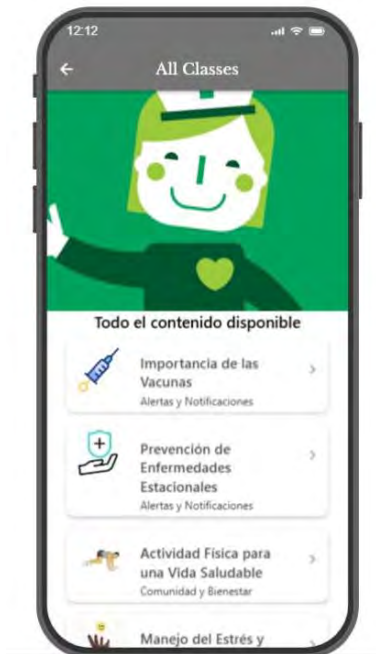 12:12
All Classes
Todo el contenido disponible
Importancia de las
Vacunas
Alertas y Notificaciones
Prevención de
Enfermedades
Estacionales
Alertas y Notificaciones
Actividad Física para
una Vida Saludable
Comunidad y Bienestar
Manejo del Estrés y